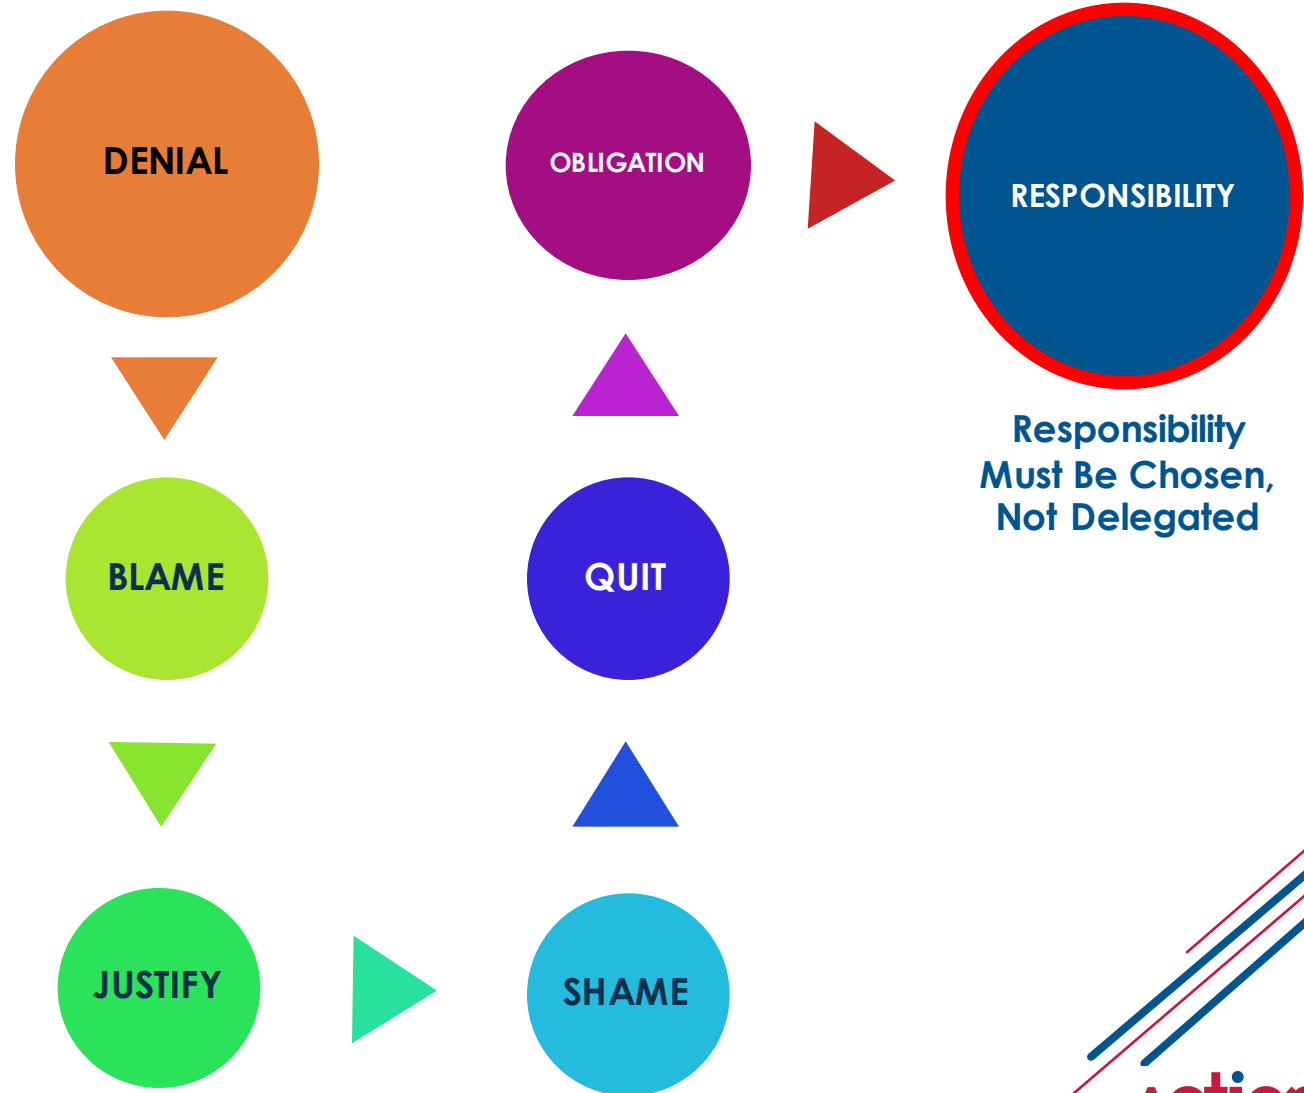 DENIAL
BLAME
JUSTIFY
SHAME
QUIT
OBLIGATION
RESPONSIBILITY
Responsibility
Must Be Chosen,
Not Delegated